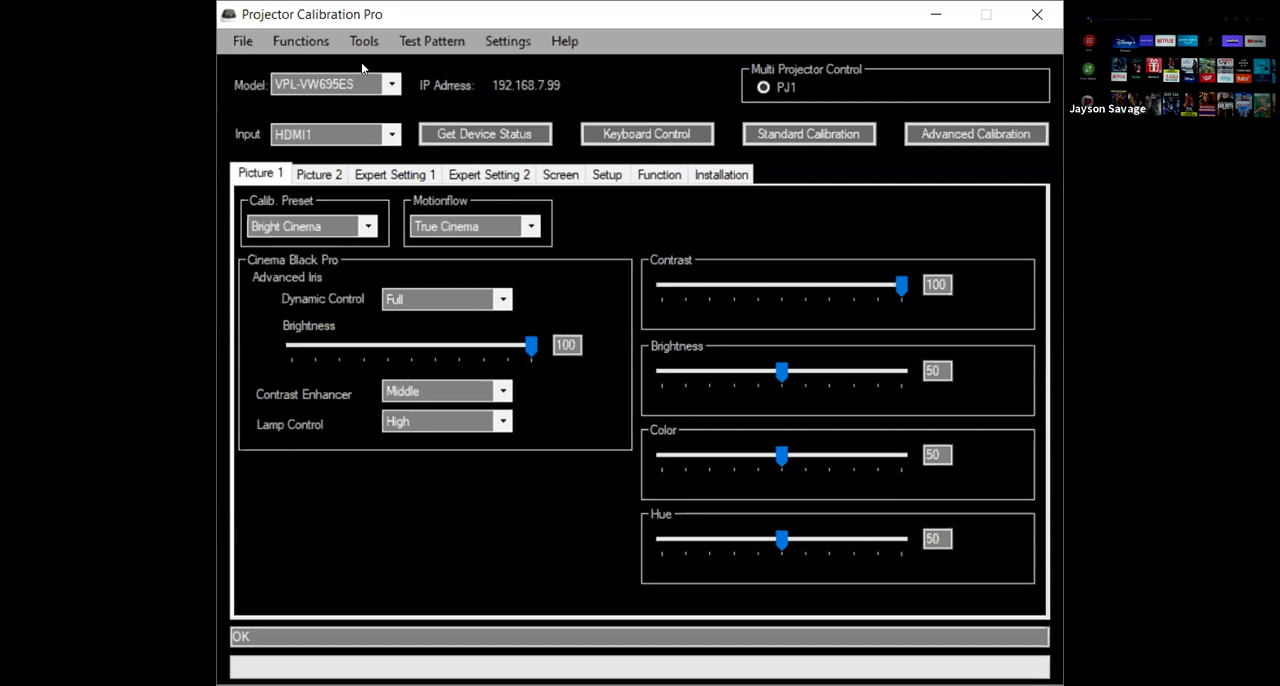 Projector Calibration Pro
File Functions Tools Test Pattern Settings Help
Model: VPL-VW695ES IP Adrress: 192.168.7.99
Multi Projector Control
PJ1
Jayson Savage
Input HDMI1 Get Device Status Keyboard Control Standard Calibration Advanced Calibration
Picture 1 Picture 2 Expert Setting 1 Expert Setting 2 Screen Setup Function Installation
Calib. Preset Motionflow
Bright Cinema True Cinema
Cinema Black Pro Contrast
Advanced Iris
100
Dynamic Control Full
Brightness
100
Brightness
50
Contrast Enhancer Middle
Lamp Control High
Color
50
Hue
50
OK